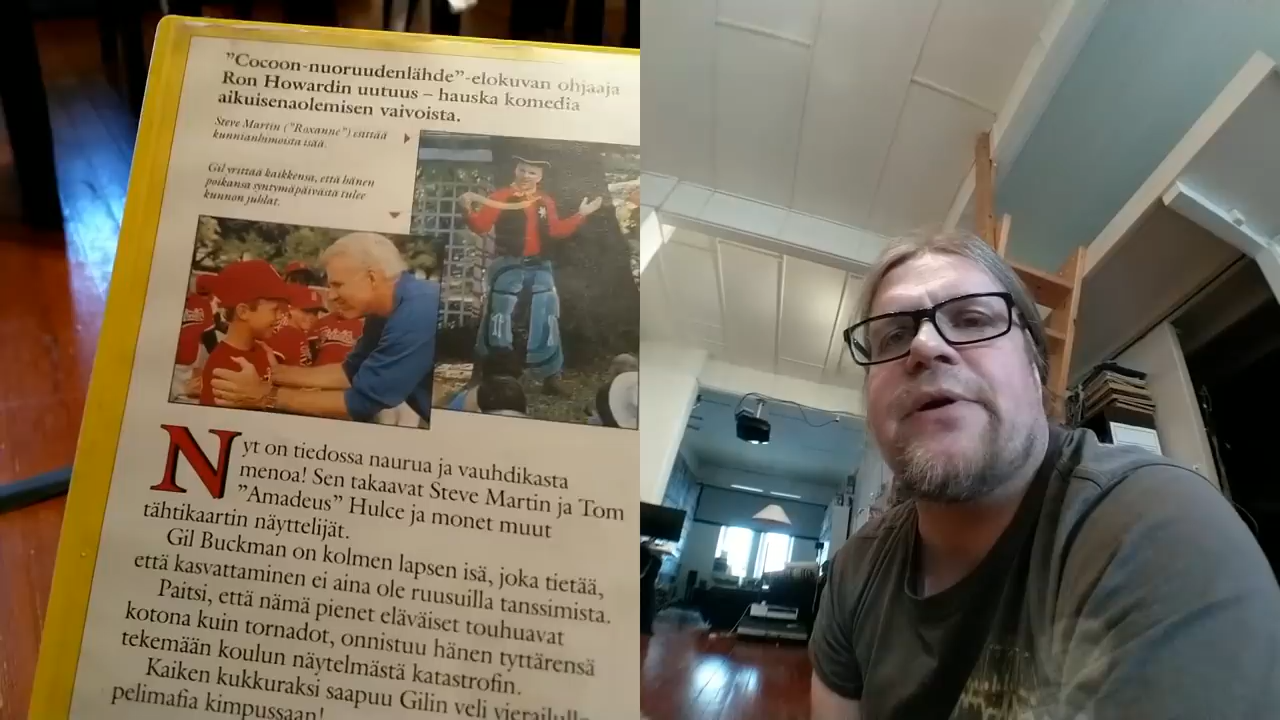 "Cocoon-nuoruudenlähde"-elokuvan ohjaaja
Ron Howardin uutuus – hauska komedia
aikuisenaolemisen vaivoista.
Steve Martin ("Roxanne") esittää
kunnianhimoista isää.
Gil yrittää kaikkensa, että hänen
poikansa syntymäpäivästä tulee
kunnon juhlat.
Nyt on tiedossa naurua ja vauhdikasta
menoa! Sen takaavat Steve Martin ja Tom
"Amadeus" Hulce ja monet muut
tähtikaartin näyttelijät.
Gil Buckman on kolmen lapsen isä, joka tietää,
että kasvattaminen ei aina ole ruusuilla tanssimista.
Paitsi, että nämä pienet eläväiset touhuavat
kotona kuin tornadot, onnistuu hänen tyttärensä
tekemään koulun näytelmästä katastrofin.
Kaiken kukkuraksi saapuu Gilin veli vierailulle
pelimafia kimpussaan!